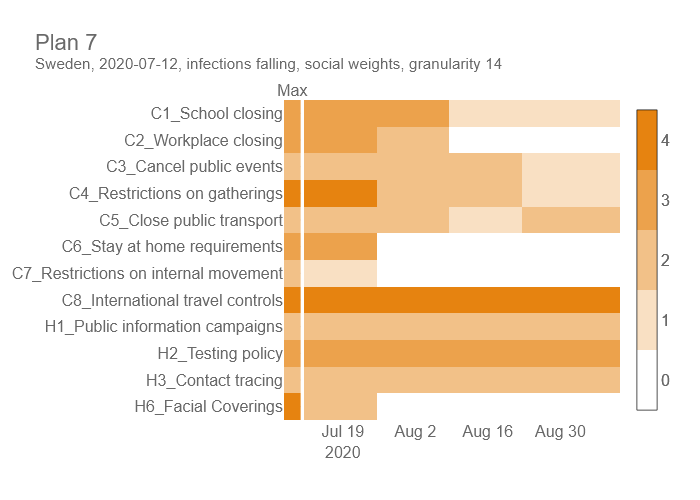 Plan 7
Sweden, 2020-07-12, infections falling, social weights, granularity 14
Max
C1_School closing
C2_Workplace closing
C3_Cancel public events
C4_Restrictions on gatherings
C5_Close public transport
C6_Stay at home requirements
C7_Restrictions on internal movement
C8_International travel controls
H1_Public information campaigns
H2_Testing policy
H3_Contact tracing
H6_Facial Coverings
Jul 19 Aug 2 Aug 16 Aug 30
2020
4
3
2
1
0